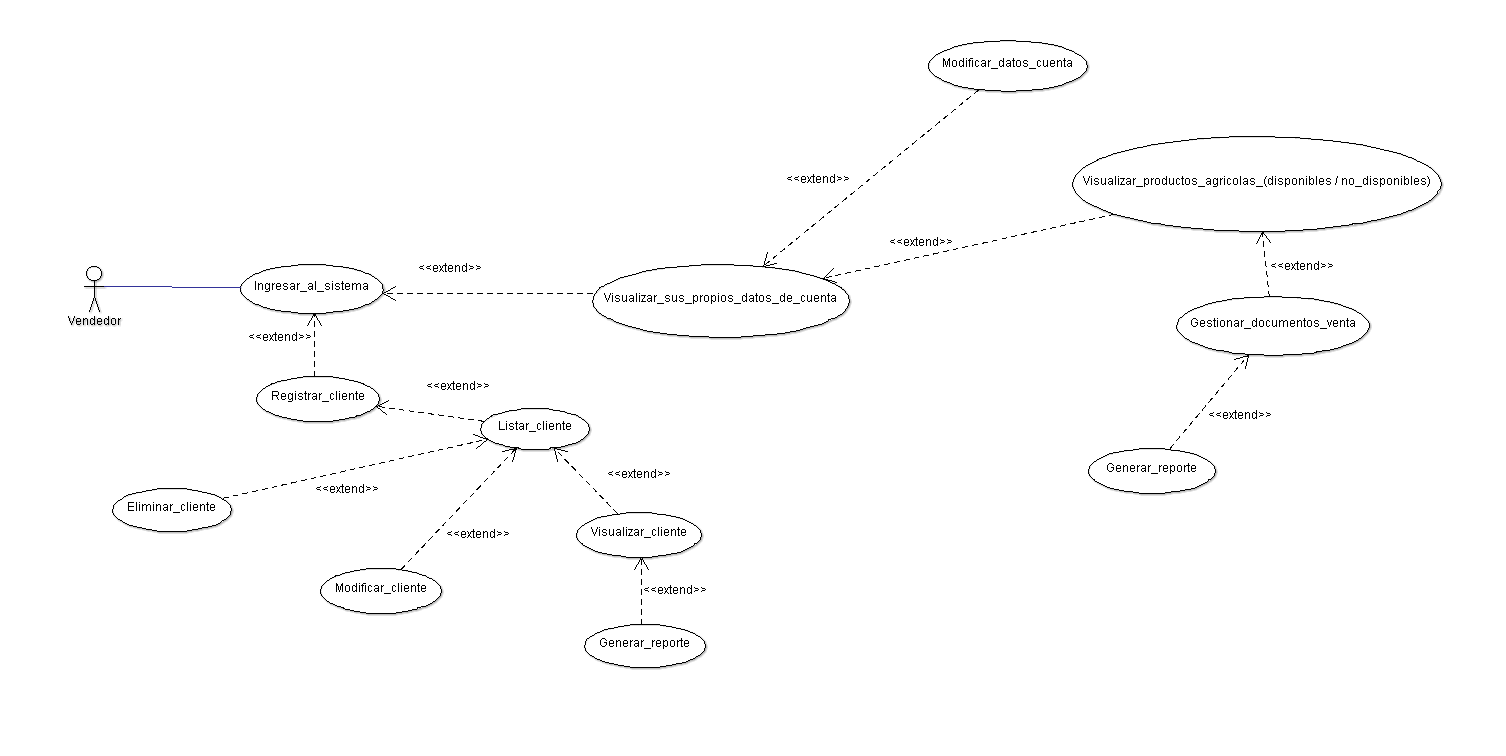 Modificar_datos_cuenta
<<extend>>
Visualizar_productos_agricolas_(disponibles / no_disponibles)
<<extend>>
<<extend>>
<<extend>>
Ingresar_al_sistema
Visualizar_sus_propios_datos_de_cuenta
Vendedor
Gestionar_documentos_venta
<<extend>>
<<extend>>
Registrar_cliente
<<extend>>
Listar_cliente
Generar_reporte
<<extend>>
<<extend>>
Eliminar_cliente
<<extend>>
Visualizar_cliente
Modificar_cliente
<<extend>>
Generar_reporte